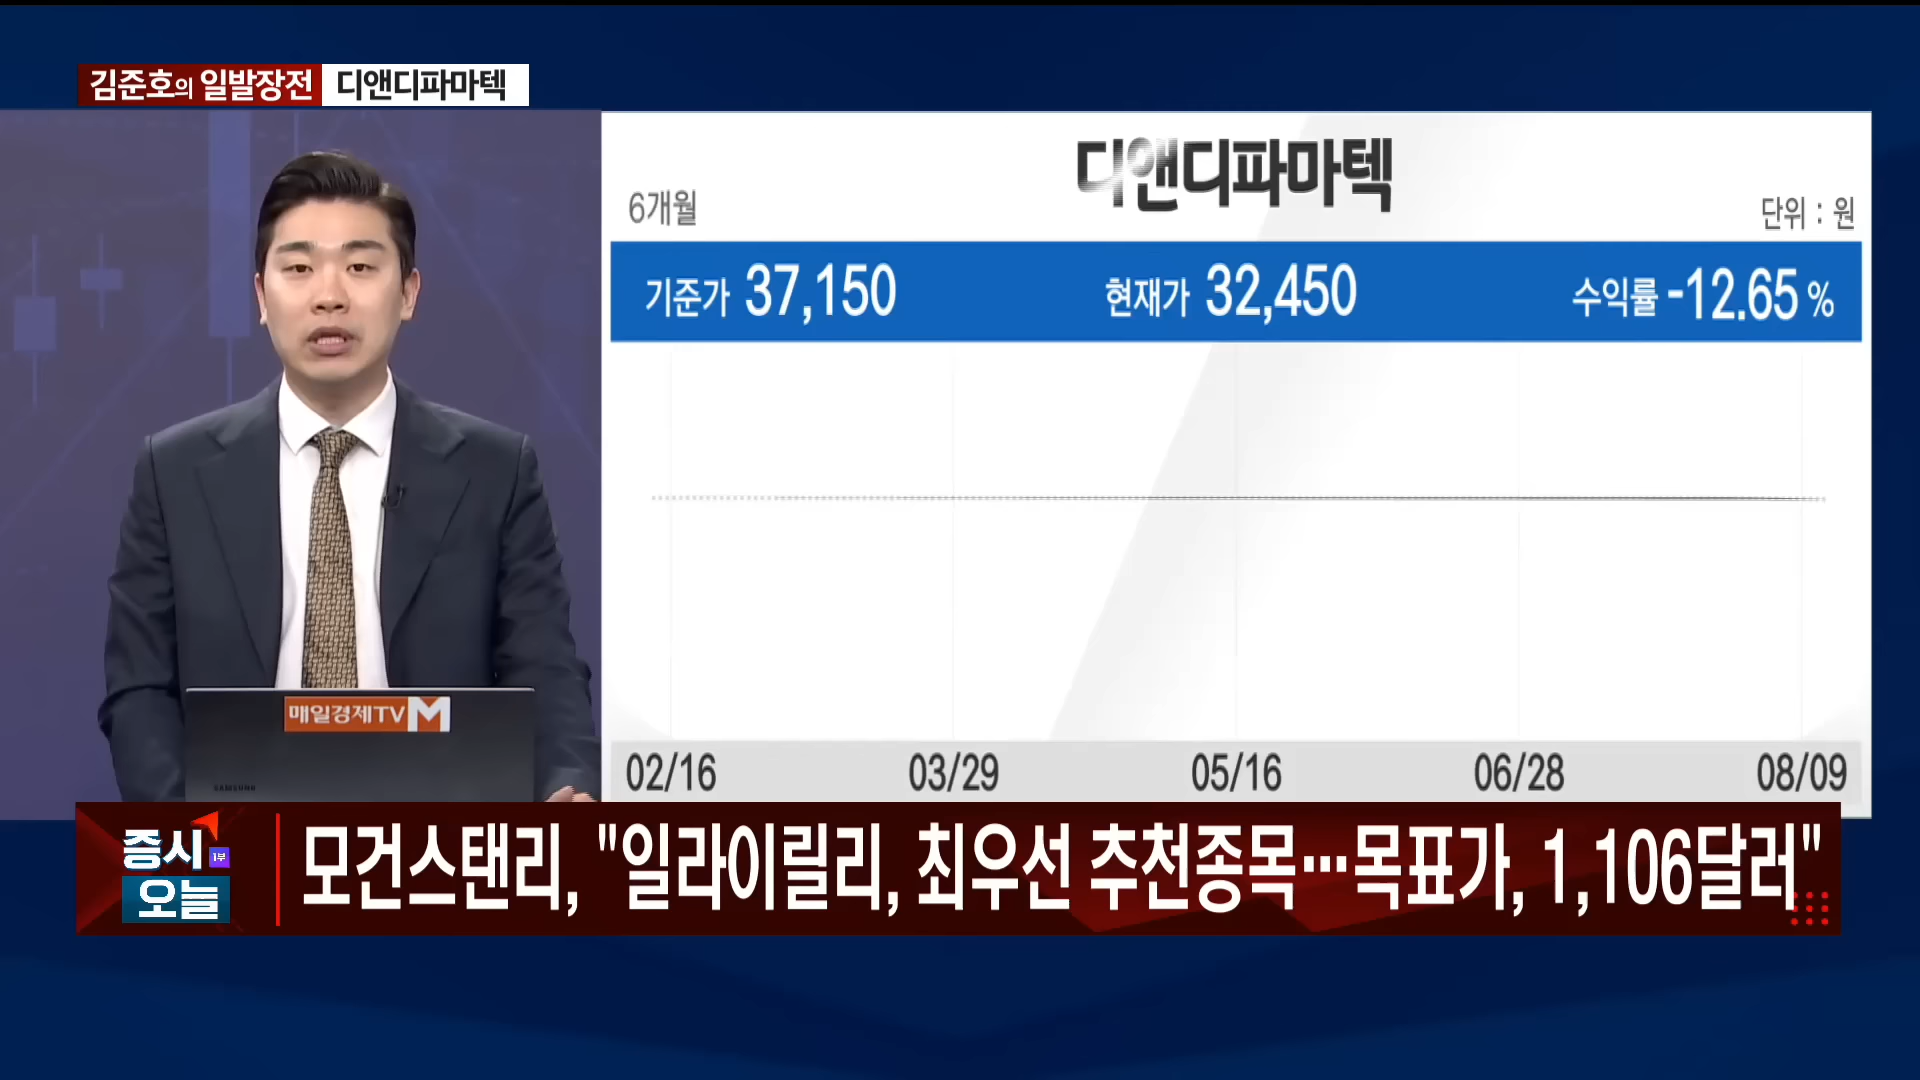 김준호의 일발장전 디앤디파마텍
디앤디파마텍
6개월
단위 : 원
기준가 37,150 현재가 32,450 수익률 -12.65 %
02/16 03/29 05/16 06/28 08/09
매일경제TV M
SAMSUNG
증시 1부
오늘
모건스탠리, "일라이릴리, 최우선 추천종목···목표가, 1,106달러"